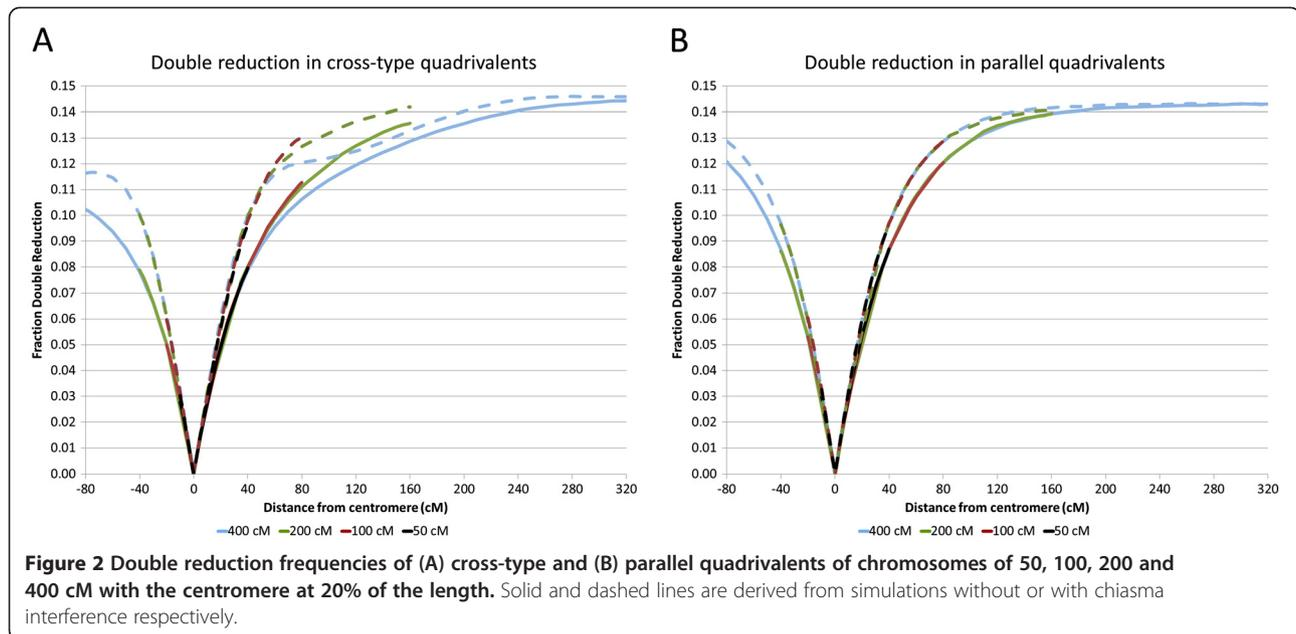 A
Double reduction in cross-type quadrivalents
0.15
0.14
0.13
0.12
0.11
0.10
0.09
0.08
0.07
0.06
0.05
0.04
0.03
0.02
0.01
0.00
Fraction Double Reduction
-80 -40 0 40 80 120 160 200 240 280 320
Distance from centromere (cM)
400 cM 200 cM 100 cM 50 cM
B
Double reduction in parallel quadrivalents
0.15
0.14
0.13
0.12
0.11
0.10
0.09
0.08
0.07
0.06
0.05
0.04
0.03
0.02
0.01
0.00
Fraction Double Reduction
-80 -40 0 40 80 120 160 200 240 280 320
Distance from centromere (cM)
400 cM 200 cM 100 cM 50 cM
Figure 2 Double reduction frequencies of (A) cross-type and (B) parallel quadrivalents of chromosomes of 50, 100, 200 and
400 cM with the centromere at 20% of the length. Solid and dashed lines are derived from simulations without or with chiasma
interference respectively.